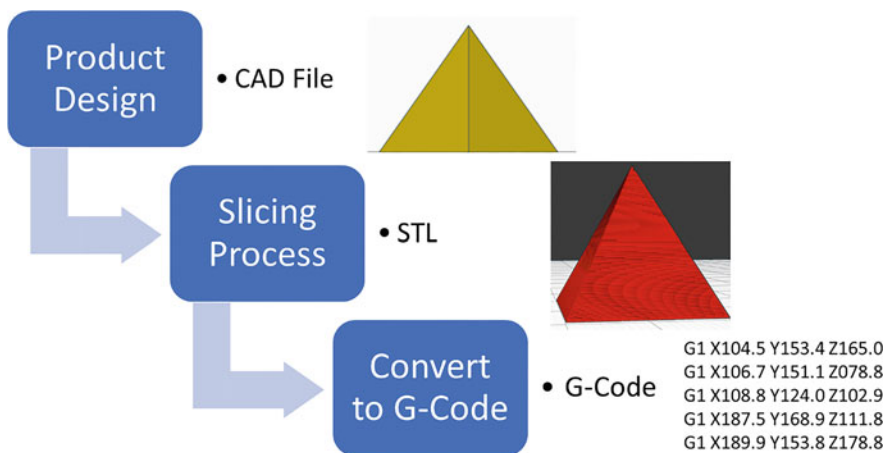 Product
Design
• CAD File
Slicing
Process
• STL
Convert
to G-Code
• G-Code
G1 X104.5 Y153.4 Z165.0
G1 X106.7 Y151.1 Z078.8
G1 X108.8 Y124.0 Z102.9
G1 X187.5 Y168.9 Z111.8
G1 X189.9 Y153.8 Z178.8